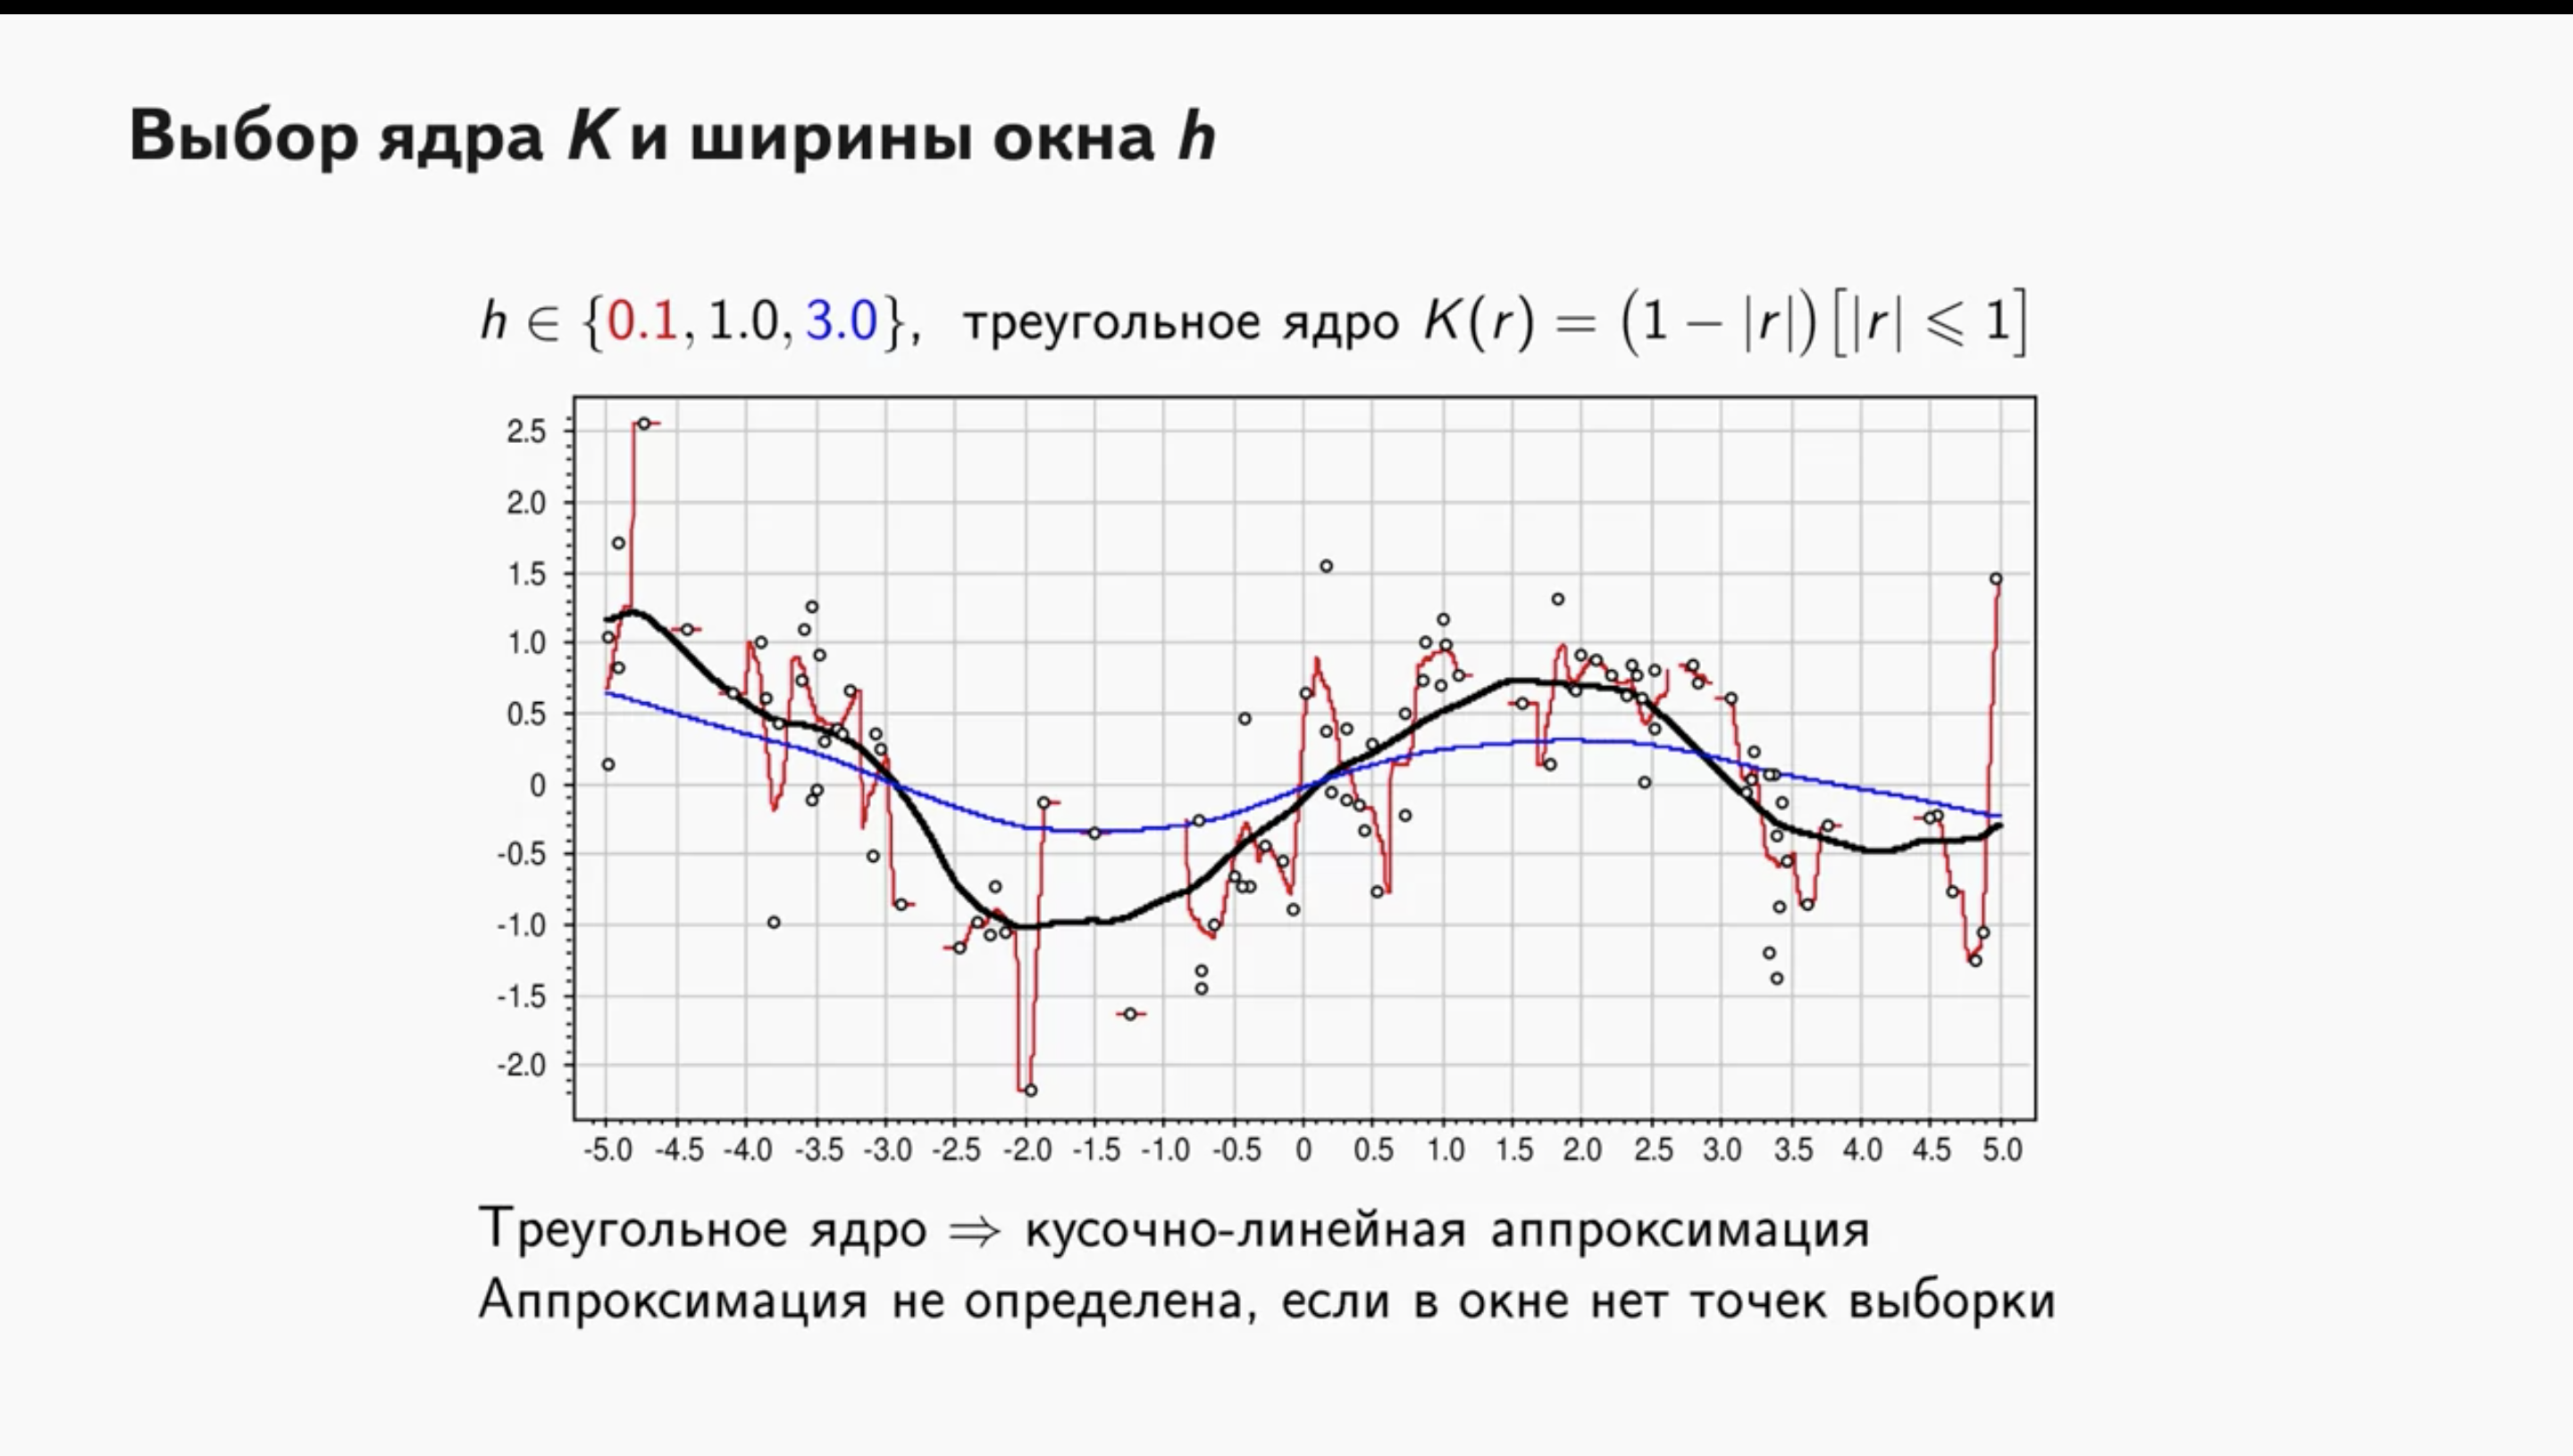 Выбор ядра K и ширины окна h
h ∈ {0.1, 1.0, 3.0}, треугольное ядро K(r) = (1 − |r|)[|r| ⩽ 1]
2.5
2.0
1.5
1.0
0.5
0
-0.5
-1.0
-1.5
-2.0
-5.0 -4.5 -4.0 -3.5 -3.0 -2.5 -2.0 -1.5 -1.0 -0.5 0 0.5 1.0 1.5 2.0 2.5 3.0 3.5 4.0 4.5 5.0
Треугольное ядро ⇒ кусочно-линейная аппроксимация
Аппроксимация не определена, если в окне нет точек выборки